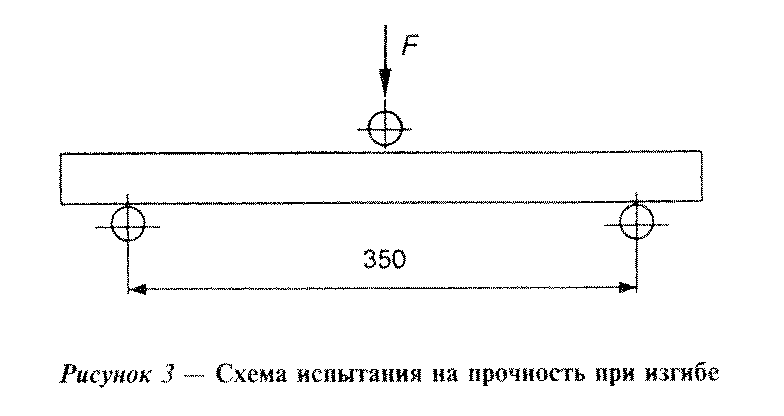 F
350
Рисунок 3 — Схема испытания на прочность при изгибе